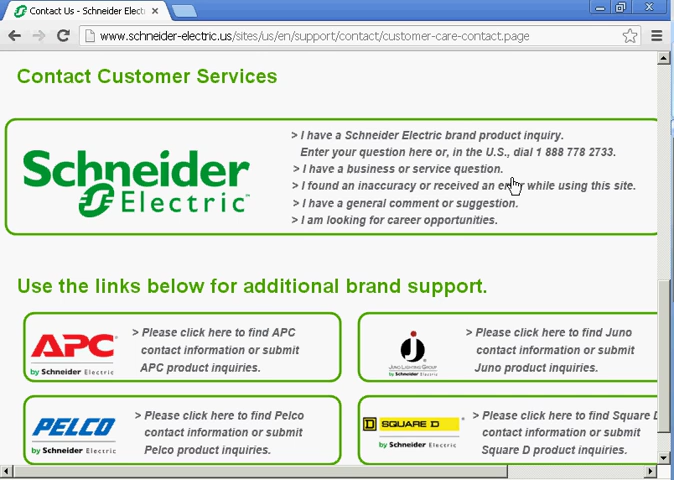 Contact Us - Schneider Elect
www.schneider-electric.us/sites/us/en/support/contact/customer-care-contact.page
Contact Customer Services
Schneider
Electric
> I have a Schneider Electric brand product inquiry.
Enter your question here or, in the U.S., dial 1 888 778 2733.
> I have a business or service question.
> I found an inaccuracy or received an while using this site.
> I have a general comment or suggestion.
> I am looking for career opportunities.
Use the links below for additional brand support.
APC
by Schneider Electric
> Please click here to find APC
contact information or submit
APC product inquiries.
JUNO LIGHTING GROUP
by Schneider Electric
> Please click here to find Juno
contact information or submit
Juno product inquiries.
PELCO
by Schneider Electric
> Please click here to find Pelco
contact information or submit
Pelco product inquiries.
D SQUARE D
by Schneider Electric
> Please click here to find Square D
contact information or submit
Square D product inquiries.